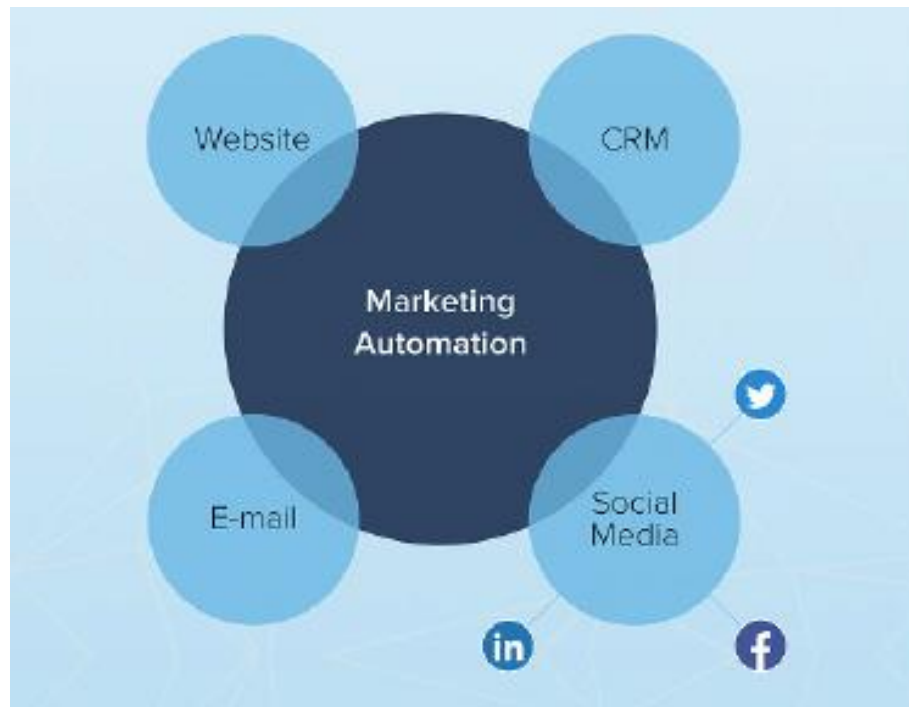 Website
CRM
Marketing
Automation
E-mail
Social
Media
in
f